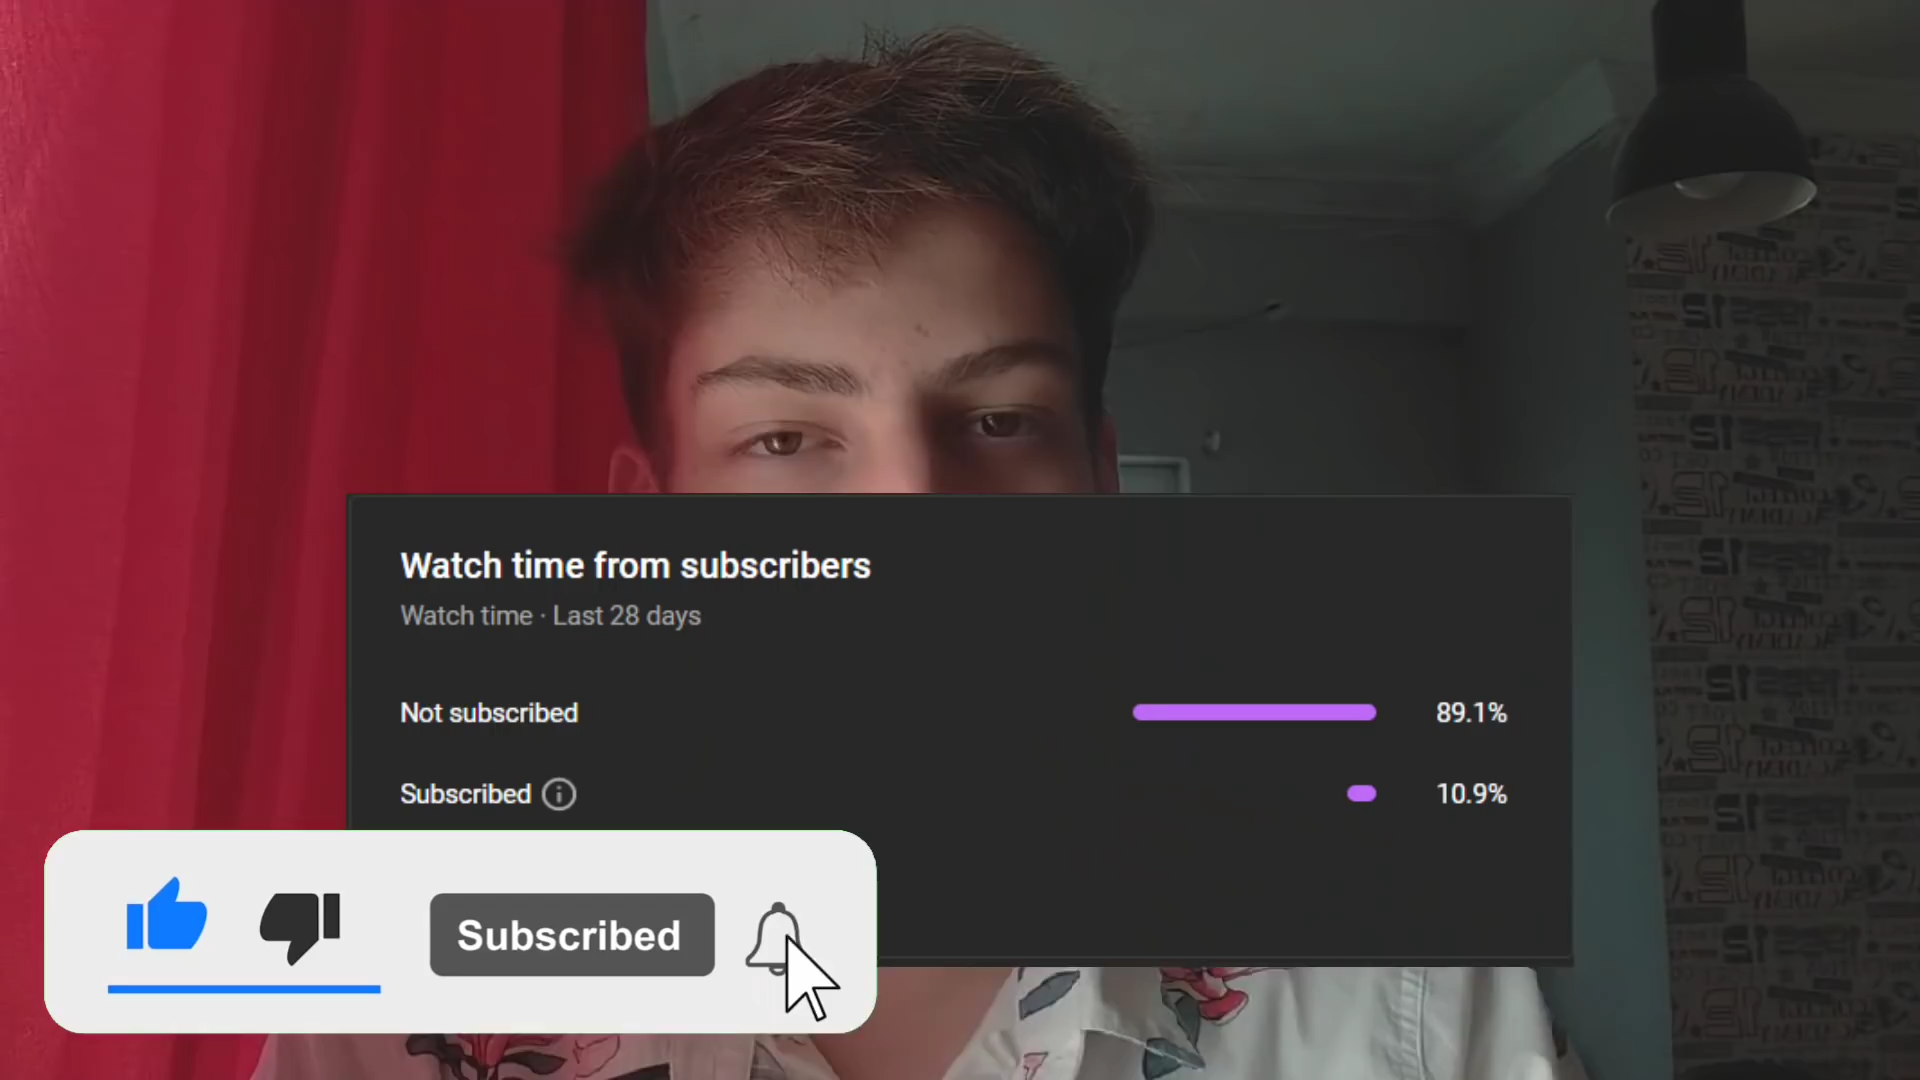 Watch time from subscribers
Watch time · Last 28 days
Not subscribed 89.1%
Subscribed 10.9%
Subscribed